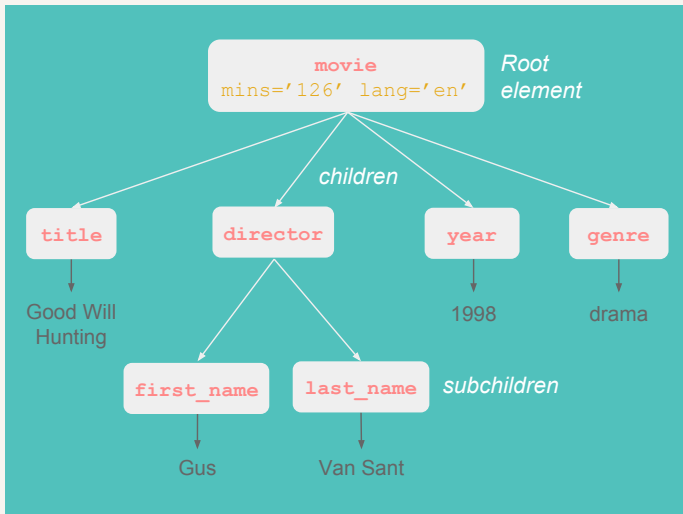 movie
mins='126' lang='en'
Root
element
children
title
director
year
genre
Good Will
Hunting
1998
drama
first_name
last_name
subchildren
Gus
Van Sant